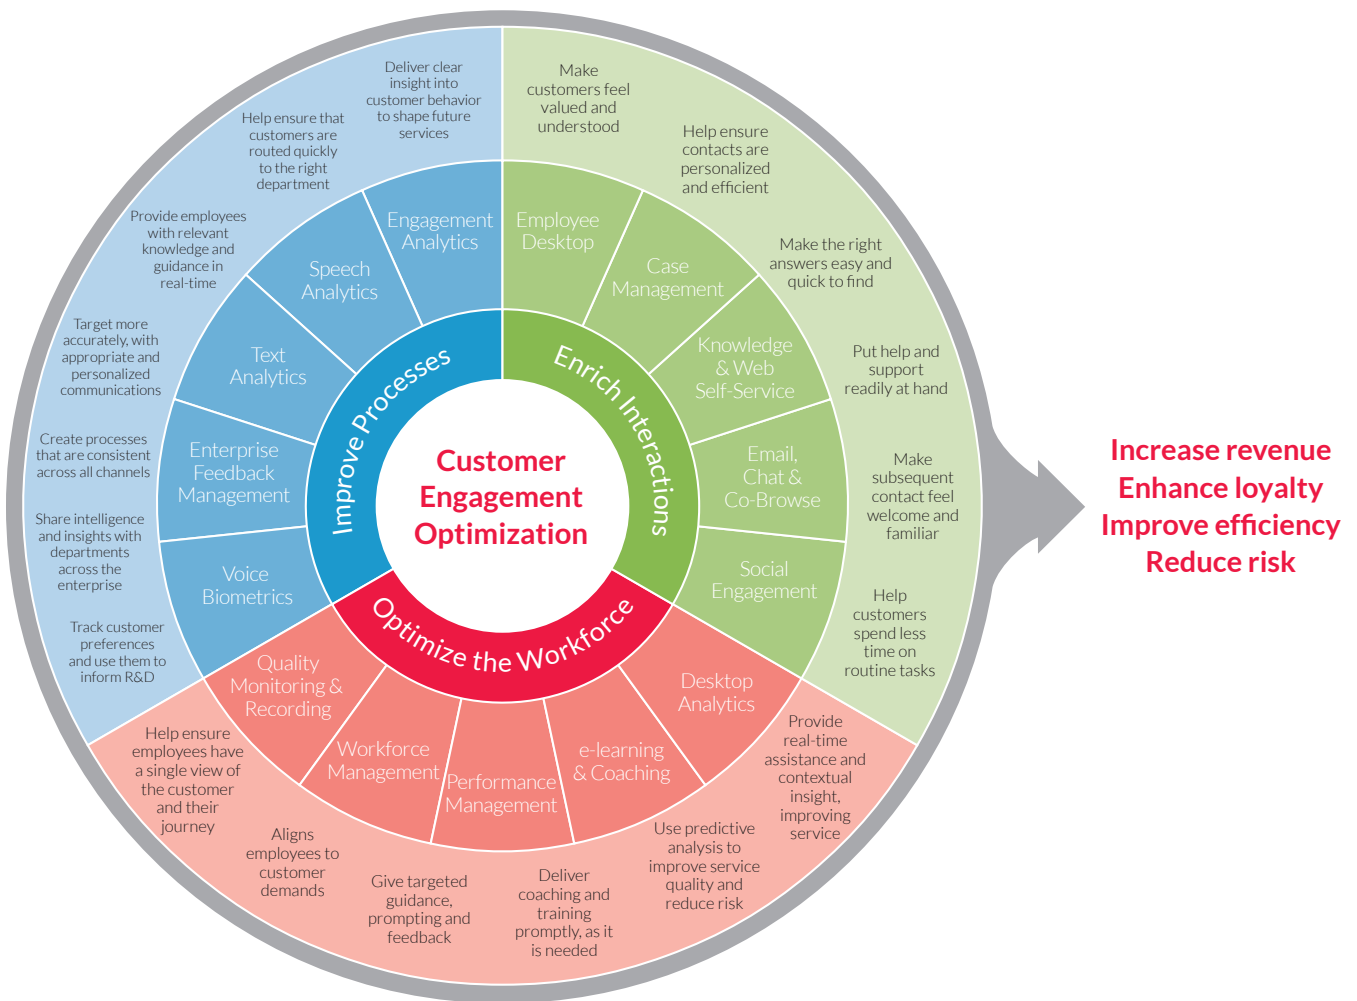 Customer
Engagement
Optimization
Improve Processes
Enrich Interactions
Optimize the Workforce
Engagement
Analytics
Speech
Analytics
Text
Analytics
Enterprise
Feedback
Management
Voice
Biometrics
Employee
Desktop
Case
Management
Knowledge
& Web
Self-Service
Email,
Chat &
Co-Browse
Social
Engagement
Quality
Monitoring &
Recording
Workforce
Management
Performance
Management
e-learning
& Coaching
Desktop
Analytics
Deliver clear
insight into
customer behavior
to shape future
services
Help ensure that
customers are
routed quickly
to the right
department
Provide employees
with relevant
knowledge and
guidance in
real-time
Target more
accurately, with
appropriate and
personalized
communications
Create processes
that are consistent
across all channels
Share intelligence
and insights with
departments
across the
enterprise
Track customer
preferences
and use them to
inform R&D
Make
customers feel
valued and
understood
Help ensure
contacts are
personalized
and efficient
Make the right
answers easy and
quick to find
Put help and
support
readily at hand
Make
subsequent
contact feel
welcome and
familiar
Help
customers
spend less
time on
routine tasks
Help ensure
employees have
a single view of
the customer
and their
journey
Aligns
employees to
customer
demands
Give targeted
guidance,
prompting and
feedback
Deliver
coaching and
training
promptly, as it
is needed
Use predictive
analysis to
improve service
quality and
reduce risk
Provide
real-time
assistance and
contextual
insight,
improving
service
Increase revenue
Enhance loyalty
Improve efficiency
Reduce risk